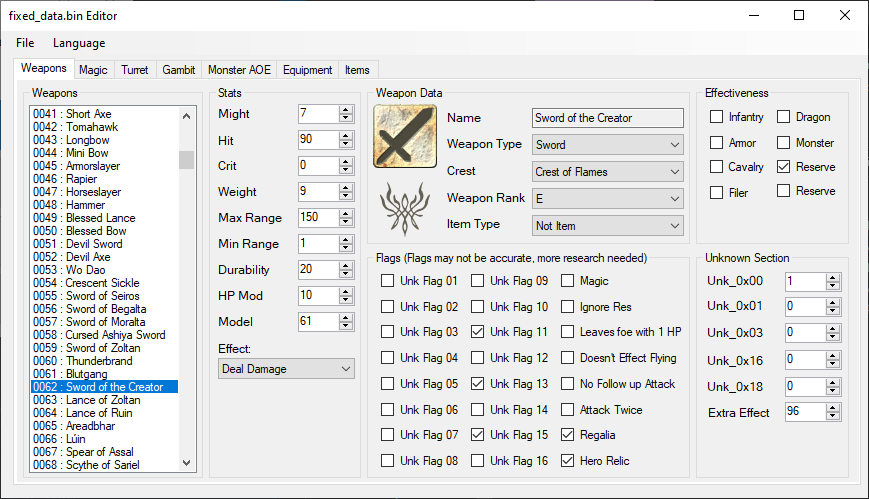 fixed_data.bin Editor
File Language
Weapons Magic Turret Gambit Monster AOE Equipment Items
Weapons
0041 : Short Axe
0042 : Tomahawk
0043 : Longbow
0044 : Mini Bow
0045 : Armorslayer
0046 : Rapier
0047 : Horseslayer
0048 : Hammer
0049 : Blessed Lance
0050 : Blessed Bow
0051 : Devil Sword
0052 : Devil Axe
0053 : Wo Dao
0054 : Crescent Sickle
0055 : Sword of Seiros
0056 : Sword of Begalta
0057 : Sword of Moralta
0058 : Cursed Ashiya Sword
0059 : Sword of Zoltan
0060 : Thunderbrand
0061 : Blutgang
0062 : Sword of the Creator
0063 : Lance of Zoltan
0064 : Lance of Ruin
0065 : Areadbhar
0066 : Lúin
0067 : Spear of Assal
0068 : Scythe of Sariel
Stats
Might 7
Hit 90
Crit 0
Weight 9
Max Range 150
Min Range 1
Durability 20
HP Mod 10
Model 61
Effect:
Deal Damage
Weapon Data
Name Sword of the Creator
Weapon Type Sword
Crest Crest of Flames
Weapon Rank E
Item Type Not Item
Flags (Flags may not be accurate, more research needed)
Unk Flag 01 Unk Flag 09 Magic
Unk Flag 02 Unk Flag 10 Ignore Res
Unk Flag 03 Unk Flag 11 Leaves foe with 1 HP
Unk Flag 04 Unk Flag 12 Doesn't Effect Flying
Unk Flag 05 Unk Flag 13 No Follow up Attack
Unk Flag 06 Unk Flag 14 Attack Twice
Unk Flag 07 Unk Flag 15 Regalia
Unk Flag 08 Unk Flag 16 Hero Relic
Effectiveness
Infantry Dragon
Armor Monster
Cavalry Reserve
Filer Reserve
Unknown Section
Unk_0x00 1
Unk_0x01 0
Unk_0x03 0
Unk_0x16 0
Unk_0x18 0
Extra Effect 96